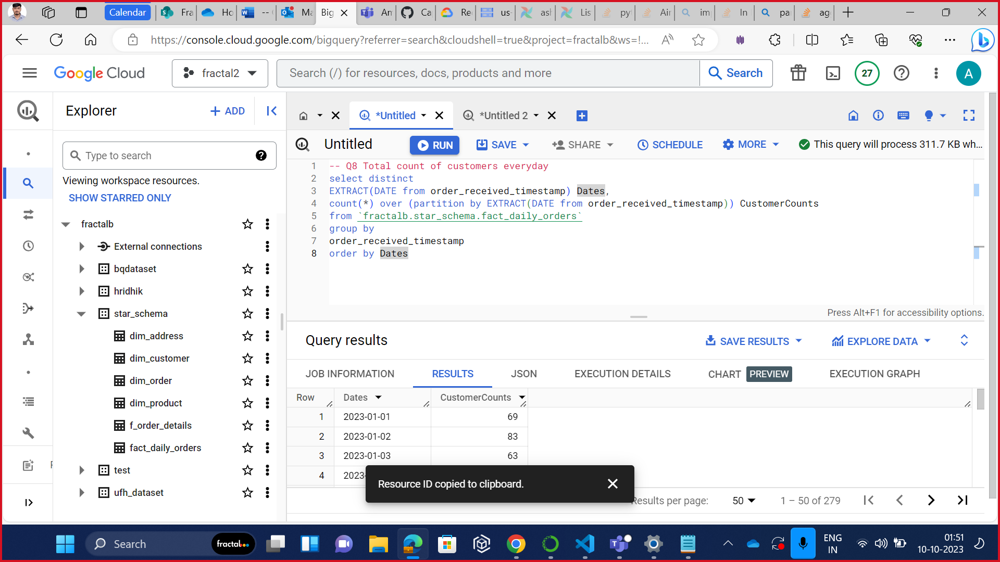 Calendar Fra Ho -- ( Ma Big An Ca Re us- ast Lis pyt Air imp In pa ag
https://console.cloud.google.com/bigquery?referrer=search&cloudshell=true&project=fractalb&ws=!...
Google Cloud fractal2 Search (/) for resources, docs, products and more Search 27 A
Explorer + ADD
*Untitled *Untitled 2
Untitled RUN SAVE SHARE SCHEDULE MORE This query will process 311.7 KB wh...
Type to search
Viewing workspace resources.
SHOW STARRED ONLY
fractalb
External connections
bqdataset
hridhik
star_schema
dim_address
dim_customer
dim_order
dim_product
f_order_details
fact_daily_orders
test
ufh_dataset
1 -- Q8 Total count of customers everyday
2 select distinct
3 EXTRACT(DATE from order_received_timestamp) Dates,
4 count(*) over (partition by EXTRACT(DATE from order_received_timestamp)) CustomerCounts
5 from `fractalb.star_schema.fact_daily_orders`
6 group by
7 order_received_timestamp
8 order by Dates
Press Alt+F1 for accessibility options.
Query results SAVE RESULTS EXPLORE DATA
JOB INFORMATION RESULTS JSON EXECUTION DETAILS CHART PREVIEW EXECUTION GRAPH
Row Dates CustomerCounts
1 2023-01-01 69
2 2023-01-02 83
3 2023-01-03 63
4 2023-
Resource ID copied to clipboard.
Results per page: 50 1 – 50 of 279
Search fractal ENG IN 01:51
10-10-2023